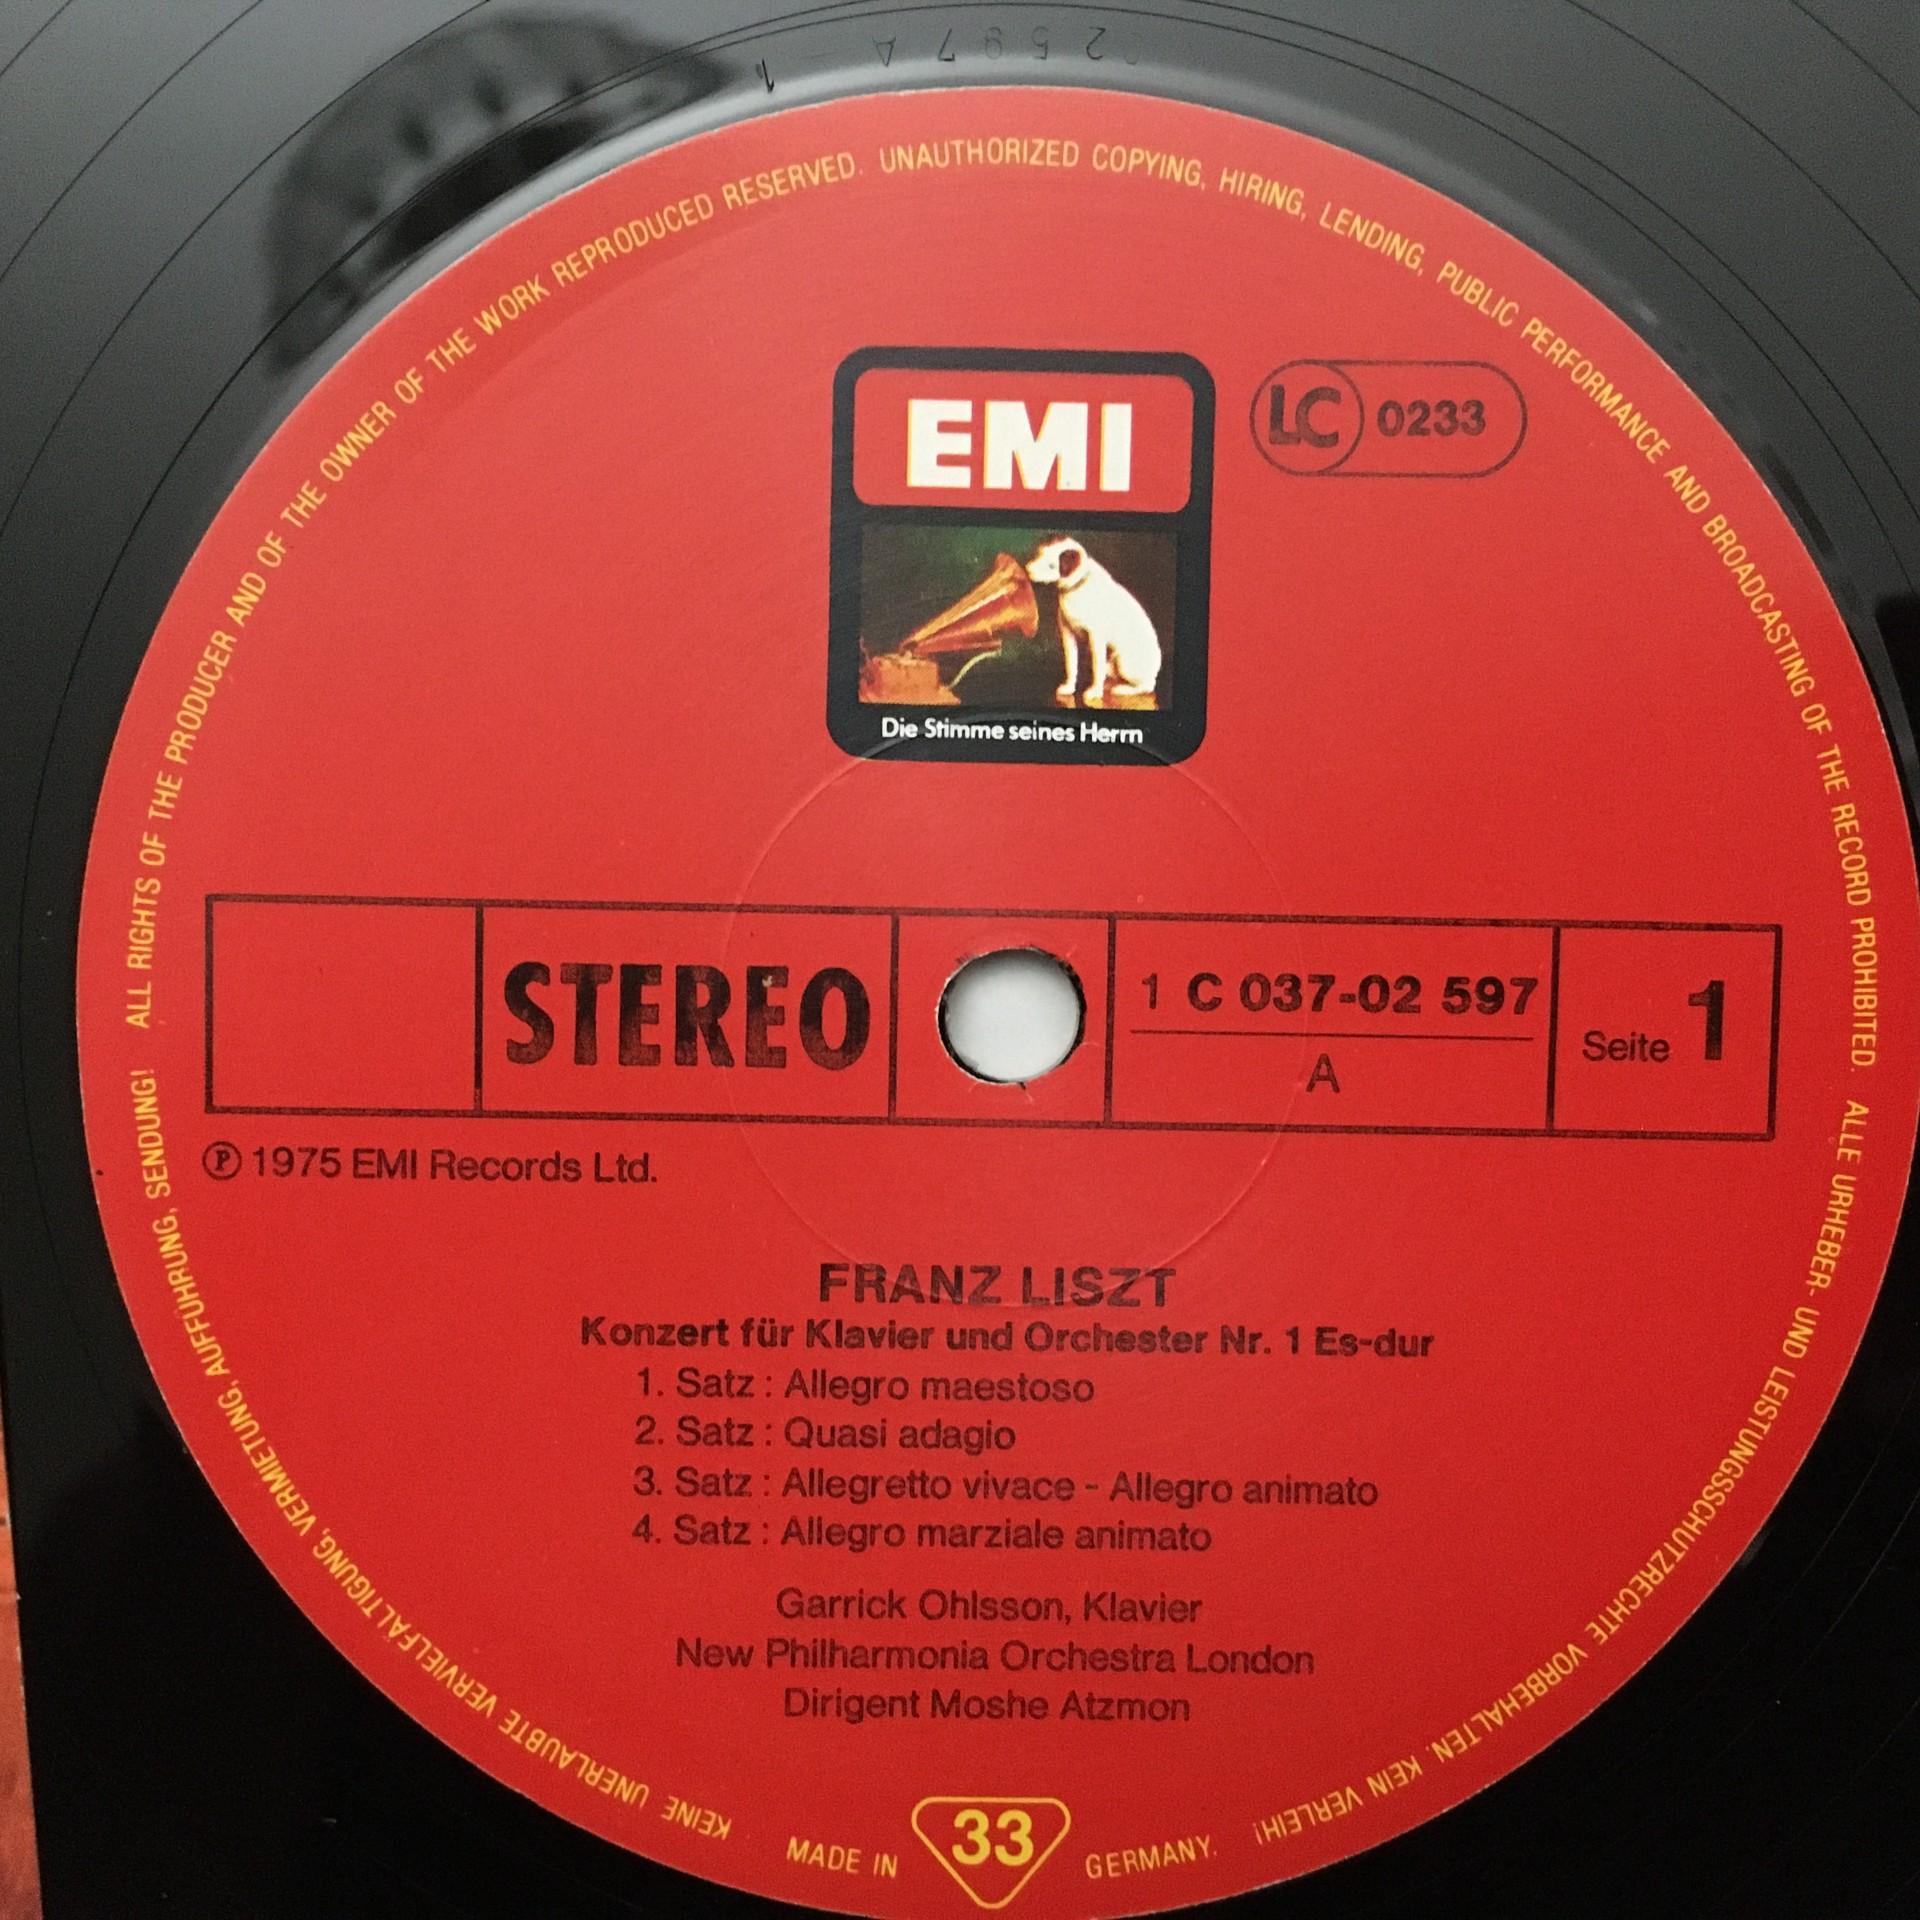 2597 A 1
ALL RIGHTS OF THE PRODUCER AND OF THE OWNER OF THE WORK REPRODUCED RESERVED. UNAUTHORIZED COPYING, HIRING, LENDING, PUBLIC PERFORMANCE AND BROADCASTING OF THE RECORD PROHIBITED.
EMI
LC 0233
Die Stimme seines Herrn
STEREO
1 C 037-02 597
A
Seite 1
℗ 1975 EMI Records Ltd.
FRANZ LISZT
Konzert für Klavier und Orchester Nr. 1 Es-dur
1. Satz : Allegro maestoso
2. Satz : Quasi adagio
3. Satz : Allegretto vivace - Allegro animato
4. Satz : Allegro marziale animato
Garrick Ohlsson, Klavier
New Philharmonia Orchestra London
Dirigent Moshe Atzmon
ALLE URHEBER- UND LEISTUNGSSCHUTZRECHTE VORBEHALTEN. KEIN VERLEIH! KEINE UNERLAUBTE VERVIELFÄLTIGUNG, VERMIETUNG, AUFFÜHRUNG, SENDUNG!
MADE IN 33 GERMANY.